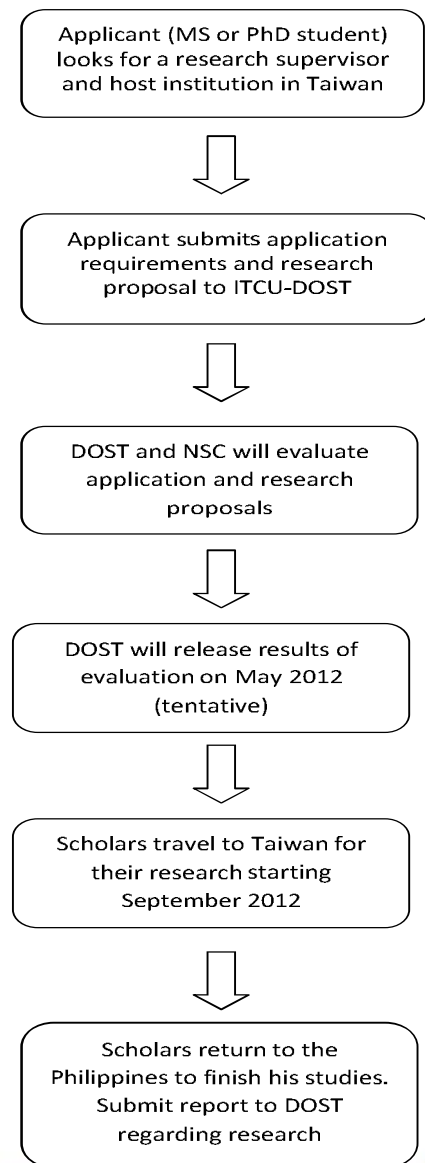 Applicant (MS or PhD student)
looks for a research supervisor
and host institution in Taiwan
Applicant submits application
requirements and research
proposal to ITCU-DOST
DOST and NSC will evaluate
application and research
proposals
DOST will release results of
evaluation on May 2012
(tentative)
Scholars travel to Taiwan for
their research starting
September 2012
Scholars return to the
Philippines to finish his studies.
Submit report to DOST
regarding research